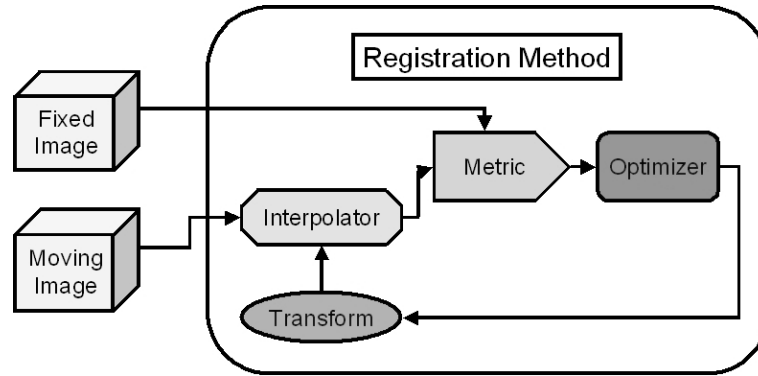 Registration Method
Fixed
Image
Metric
Optimizer
Interpolator
Moving
Image
Transform